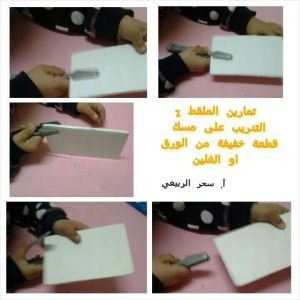 تمارين الملقط 2
التدريب على مسك
قطعة خفيفة من الورق
او الفلين
أ. سحر الربيعي